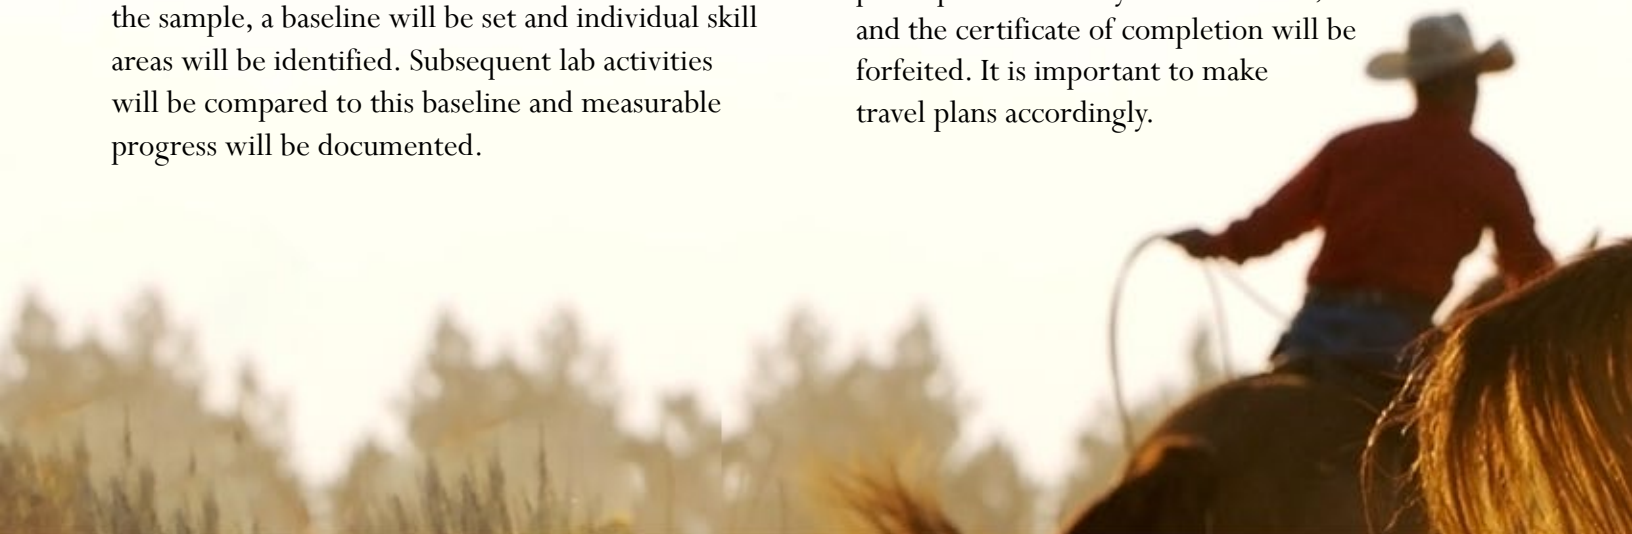 the sample, a baseline will be set and individual skill
areas will be identified. Subsequent lab activities
will be compared to this baseline and measurable
progress will be documented.
and the certificate of completion will be
forfeited. It is important to make
travel plans accordingly.